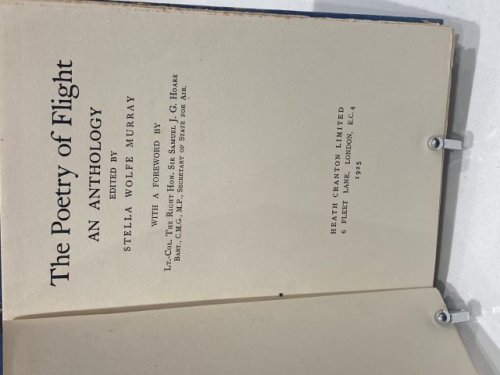 The Poetry of Flight
AN ANTHOLOGY
EDITED BY
STELLA WOLFE MURRAY
WITH A FOREWORD BY
LT.-COL. THE RIGHT HON. SIR SAMUEL J. G. HOARE
BART., C.M.G., M.P., SECRETARY OF STATE FOR AIR.
HEATH CRANTON LIMITED
6 FLEET LANE, LONDON, E.C.4
1925